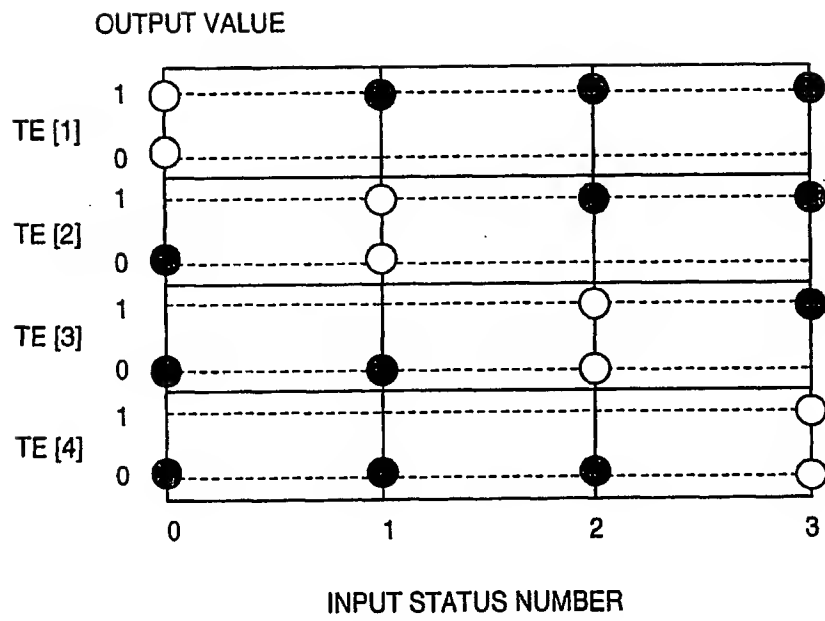 OUTPUT VALUE
1
TE [1]
0
1
TE [2]
0
1
TE [3]
0
1
TE [4]
0
0 1 2 3
INPUT STATUS NUMBER